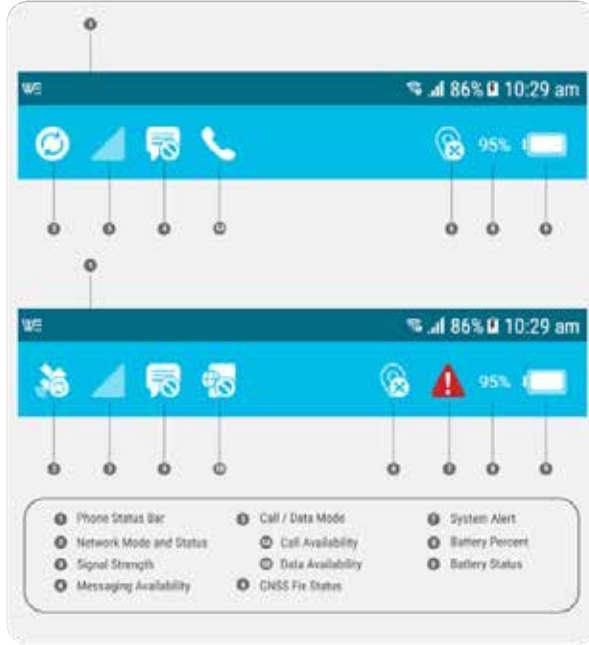 86% 10:29 am
95%
86% 10:29 am
95%
Phone Status Bar
Network Mode and Status
Signal Strength
Messaging Availability
Call / Data Mode
Call Availability
Data Availability
GNSS Fix Status
System Alert
Battery Percent
Battery Status